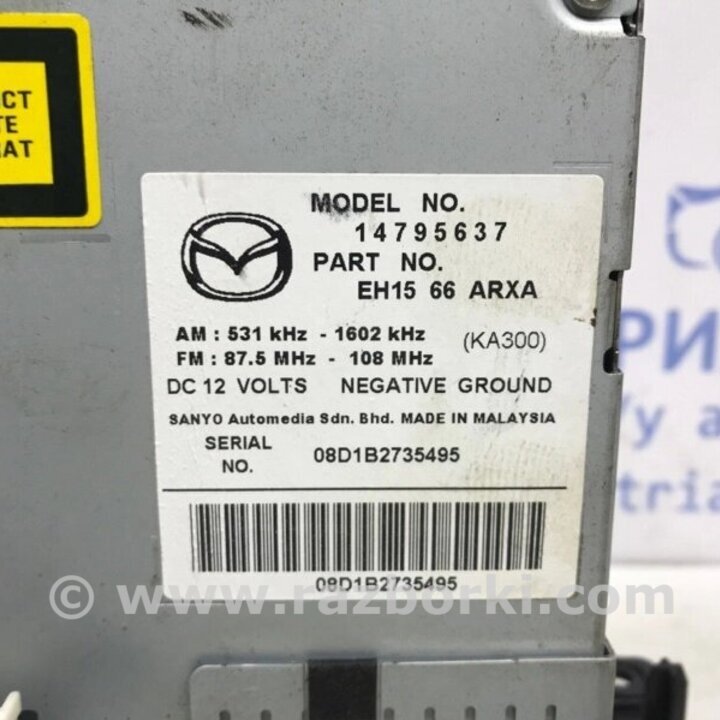 CT
TE
RAT
MODEL NO.
14795637
PART NO.
EH15 66 ARXA
AM : 531 kHz - 1602 kHz
FM : 87.5 MHz - 108 MHz
(KA300)
DC 12 VOLTS NEGATIVE GROUND
SANYO Automedia Sdn. Bhd. MADE IN MALAYSIA
SERIAL NO. 08D1B2735495
08D1B2735495
© www.razborki.com